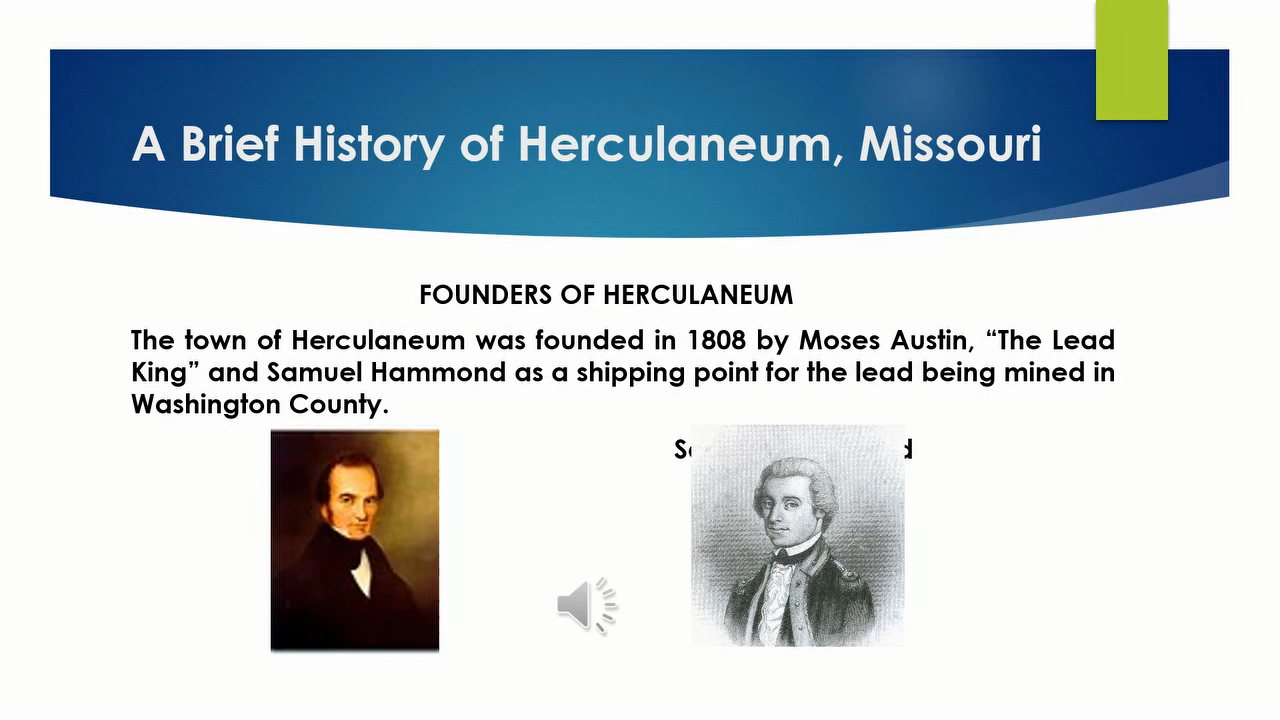 A Brief History of Herculaneum, Missouri
FOUNDERS OF HERCULANEUM
The town of Herculaneum was founded in 1808 by Moses Austin, “The Lead
King” and Samuel Hammond as a shipping point for the lead being mined in
Washington County.